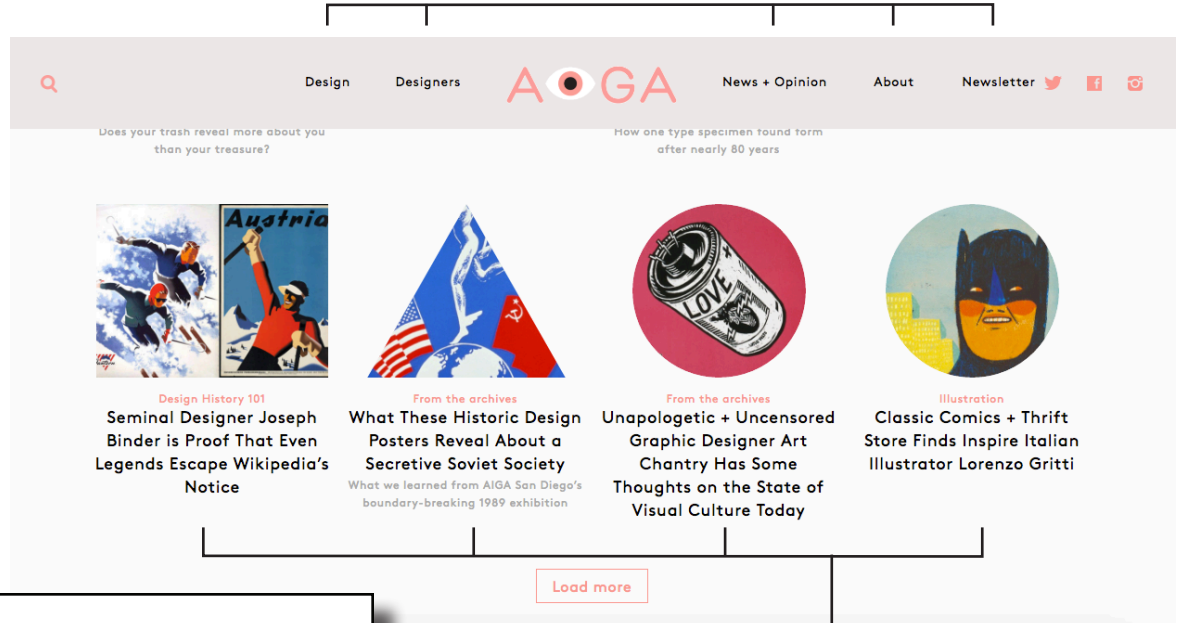 Design
Designers
AIGA
News + Opinion
About
Newsletter
Does your trash reveal more about you
than your treasure?
How one type specimen found form
after nearly 80 years
Austria
LOVE
Design History 101
Seminal Designer Joseph
Binder is Proof That Even
Legends Escape Wikipedia’s
Notice
From the archives
What These Historic Design
Posters Reveal About a
Secretive Soviet Society
What we learned from AIGA San Diego’s
boundary-breaking 1989 exhibition
From the archives
Unapologetic + Uncensored
Graphic Designer Art
Chantry Has Some
Thoughts on the State of
Visual Culture Today
Illustration
Classic Comics + Thrift
Store Finds Inspire Italian
Illustrator Lorenzo Gritti
Load more